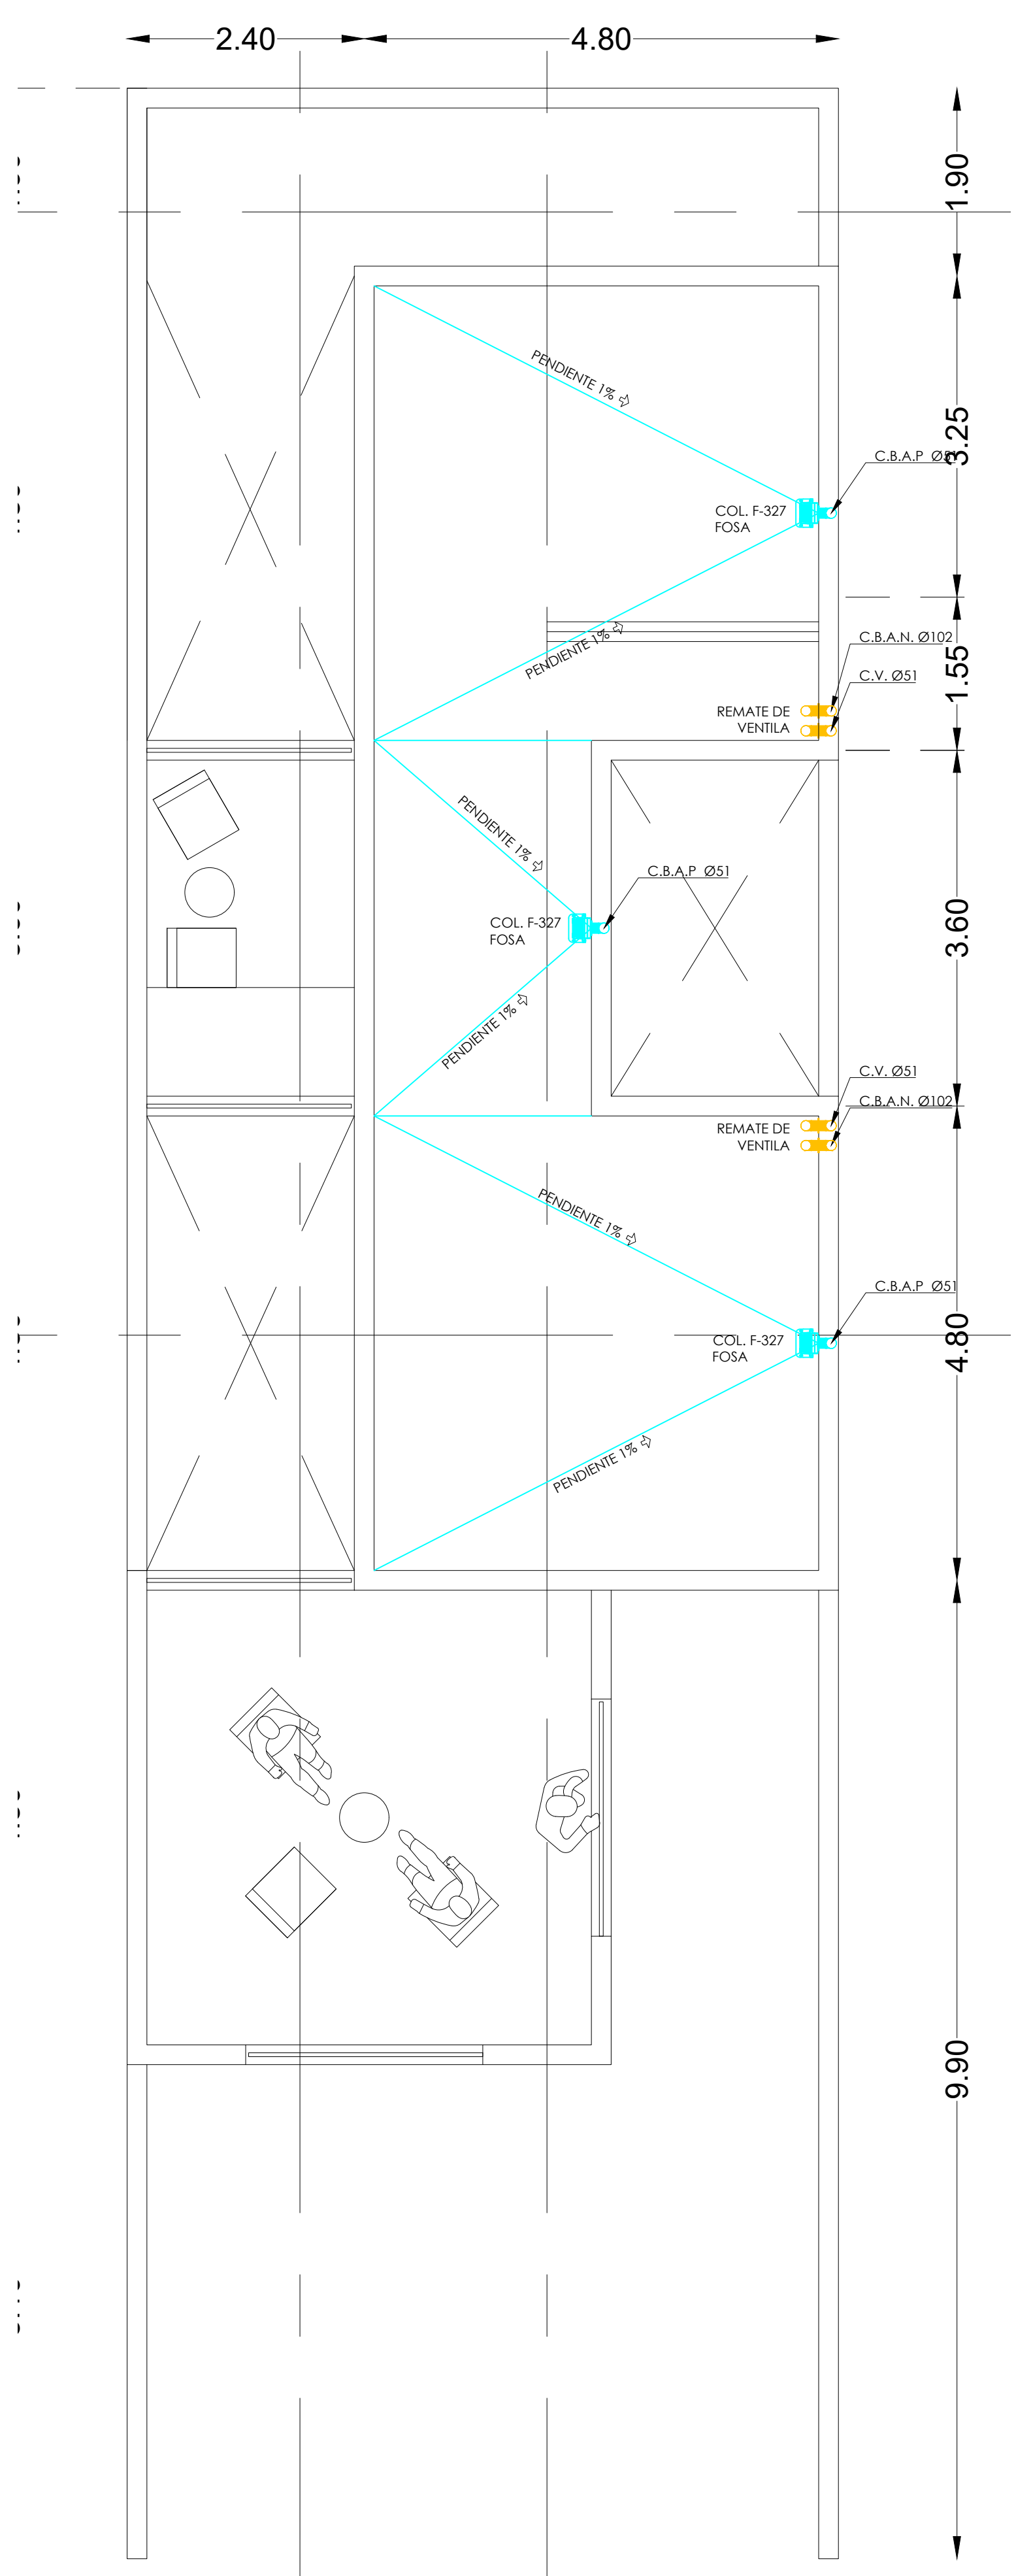 2.40
4.80
1.90
PENDIENTE 1%
3.25
C.B.A.P Ø51
COL. F-327
FOSA
PENDIENTE 1%
C.B.A.N. Ø102
1.55
C.V. Ø51
REMATE DE
VENTILA
PENDIENTE 1%
C.B.A.P Ø51
COL. F-327
FOSA
3.60
PENDIENTE 1%
C.V. Ø51
C.B.A.N. Ø102
REMATE DE
VENTILA
PENDIENTE 1%
C.B.A.P Ø51
COL. F-327
FOSA
4.80
PENDIENTE 1%
9.90